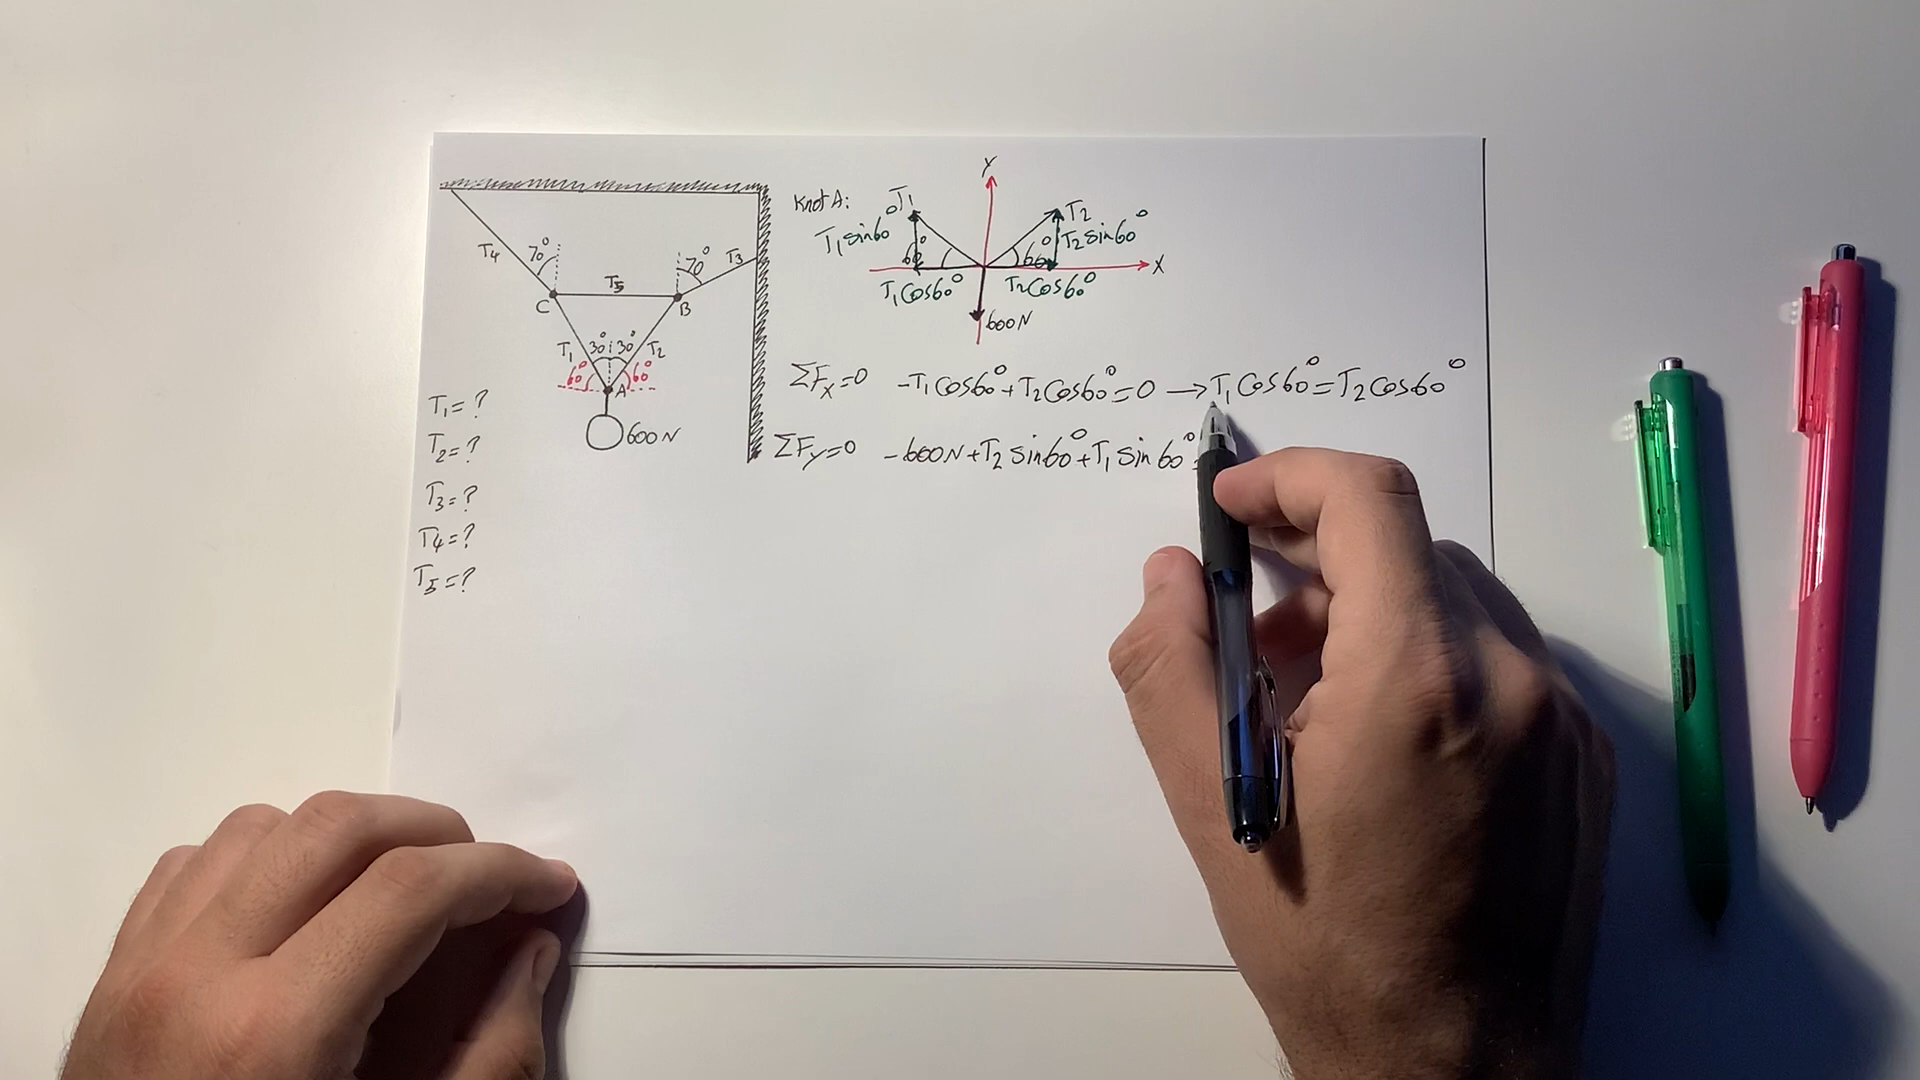 T4
70°
70°
T3
T5
C
B
T1
30°
30°
T2
60°
A
60°
600N
T1=?
T2=?
T3=?
T4=?
T5=?
Knot A:
Y
T1
T2
T1 sin60°
T2 sin60°
60°
60°
X
T1 Cos60°
T2 Cos60°
600N
ΣFx=0 -T1 Cos60°+T2 Cos60°=0 → T1 Cos60°=T2 Cos60°
ΣFy=0 -600N+T2 sin60°+T1 sin60°